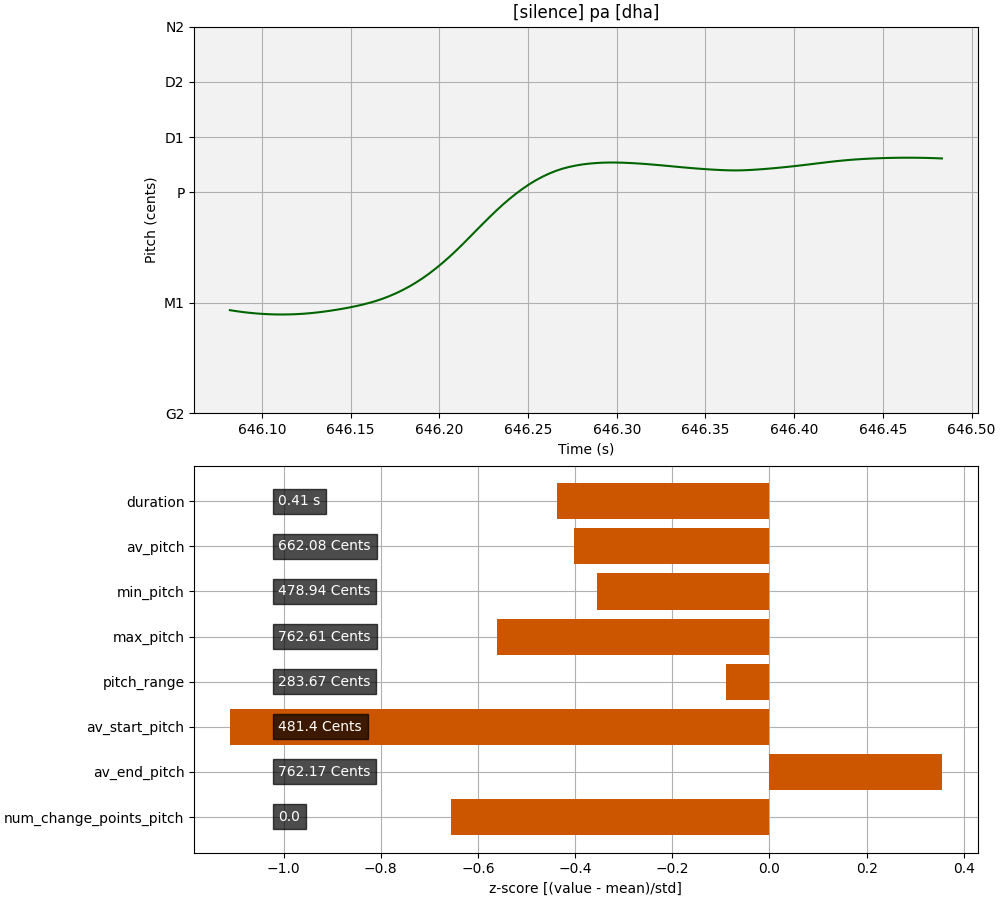 [silence] pa [dha]
N2
D2
D1
P
M1
G2
Pitch (cents)
646.10 646.15 646.20 646.25 646.30 646.35 646.40 646.45 646.50
Time (s)
duration 0.41 s
av_pitch 662.08 Cents
min_pitch 478.94 Cents
max_pitch 762.61 Cents
pitch_range 283.67 Cents
av_start_pitch 481.4 Cents
av_end_pitch 762.17 Cents
num_change_points_pitch 0.0
−1.0 −0.8 −0.6 −0.4 −0.2 0.0 0.2 0.4
z-score [(value - mean)/std]